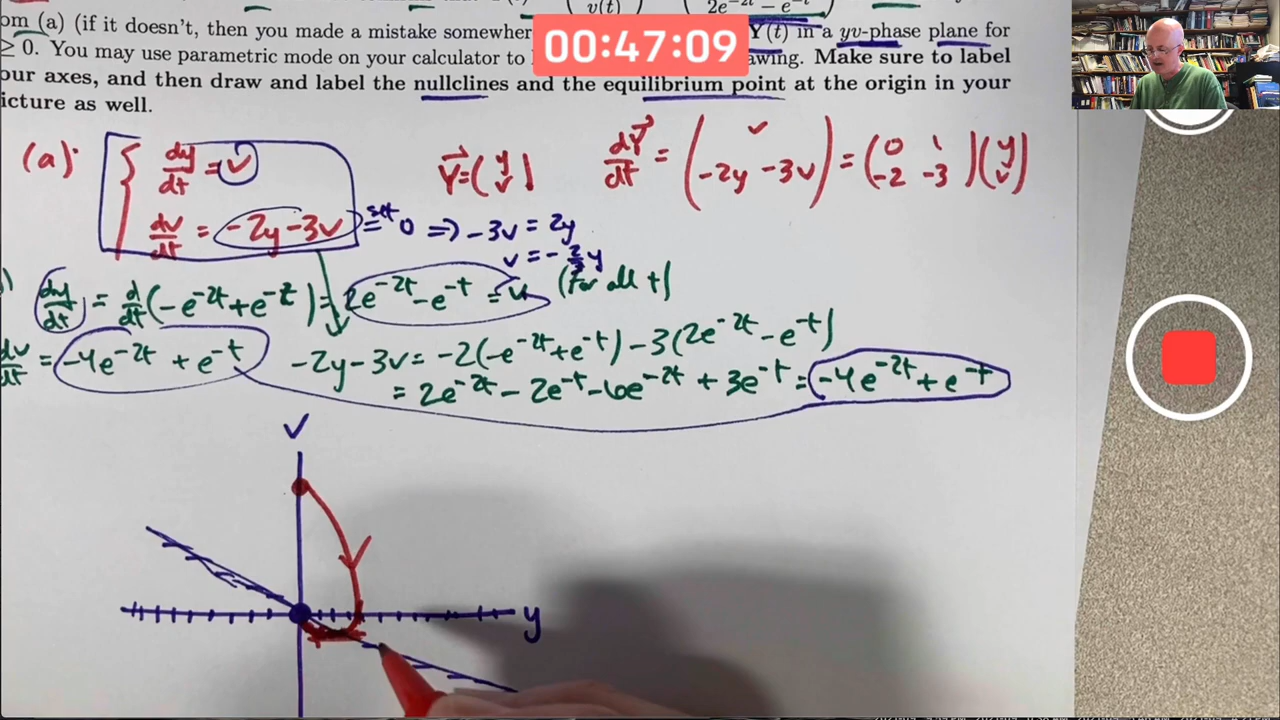 v(t) 2e^{-2t} - e^{-t}
om (a) (if it doesn't, then you made a mistake somewher Y(t) in a yv-phase plane for
≥ 0. You may use parametric mode on your calculator to awing. Make sure to label
our axes, and then draw and label the nullclines and the equilibrium point at the origin in your
icture as well.
00:47:09
(a): { dy/dt = v
dv/dt = -2y-3v set = 0 => -3v = 2y
v = -2/3 y
Y = (y v)
dY/dt = (v -2y-3v) = (0 1 -2 -3)(y v)
) dy/dt = d/dt(-e^{-2t}+e^{-t}) = 2e^{-2t}-e^{-t} = v (for all t)
dv/dt = -4e^{-2t} + e^{-t} -2y-3v = -2(-e^{-2t}+e^{-t}) -3(2e^{-2t}-e^{-t})
= 2e^{-2t} - 2e^{-t} - 6e^{-2t} + 3e^{-t} = -4e^{-2t} + e^{-t}
v
y